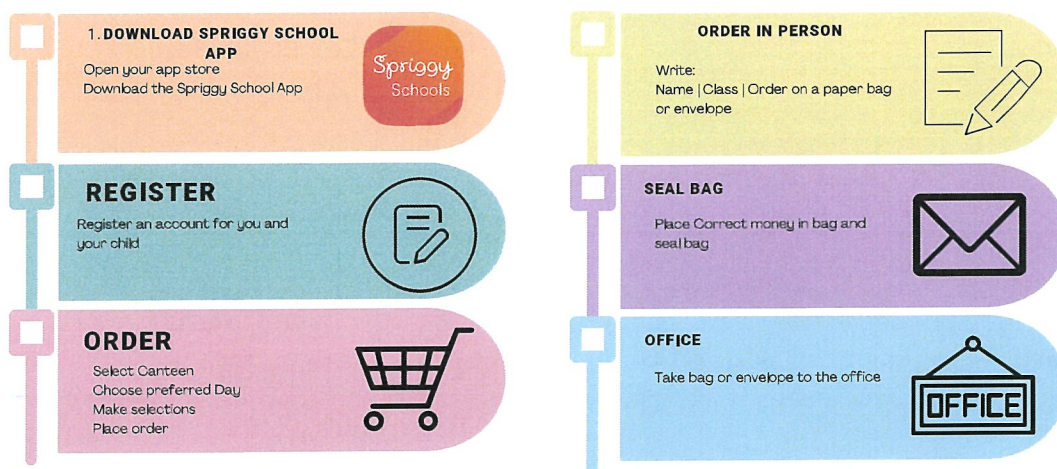 1.DOWNLOAD SPRIGGY SCHOOL
APP
Open your app store
Download the Spriggy School App
Spriggy
Schools
REGISTER
Register an account for you and
your child
ORDER
Select Canteen
Choose preferred Day
Make selections
Place order
ORDER IN PERSON
Write:
Name | Class | Order on a paper bag
or envelope
SEAL BAG
Place Correct money in bag and
seal bag
OFFICE
Take bag or envelope to the office
OFFICE